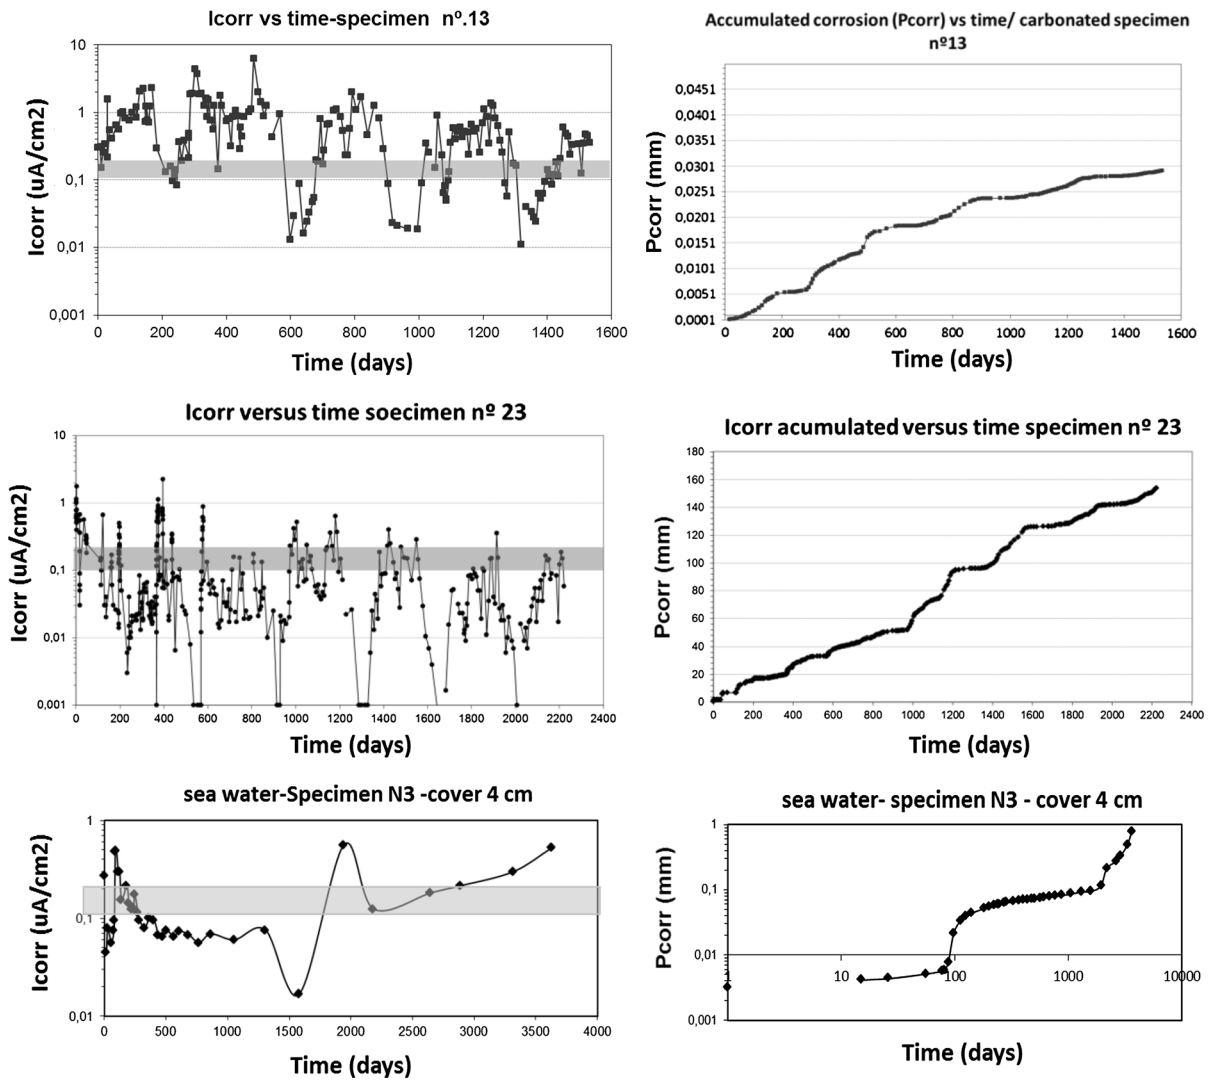 Icorr vs time-specimen nº.13
10
1
0,1
0,01
0,001
Icorr (uA/cm2)
0 200 400 600 800 1000 1200 1400 1600
Time (days)
Accumulated corrosion (Pcorr) vs time/ carbonated specimen
nº13
0,0451
0,0401
0,0351
0,0301
0,0251
0,0201
0,0151
0,0101
0,0051
0,0001
Pcorr (mm)
200 400 600 800 1000 1200 1400 1600
Time (days)
Icorr versus time soecimen nº 23
10
1
0,1
0,01
0,001
Icorr (uA/cm2)
0 200 400 600 800 1000 1200 1400 1600 1800 2000 2200 2400
Time (days)
Icorr acumulated versus time specimen nº 23
180
160
140
120
100
80
60
40
20
0
Pcorr (mm)
0 200 400 600 800 1000 1200 1400 1600 1800 2000 2200 2400
Time (days)
sea water-Specimen N3 -cover 4 cm
1
0,1
0,01
Icorr (uA/cm2)
0 500 1000 1500 2000 2500 3000 3500 4000
Time (days)
sea water- specimen N3 - cover 4 cm
1
0,1
0,01
0,001
Pcorr (mm)
1 10 100 1000 10000
Time (days)